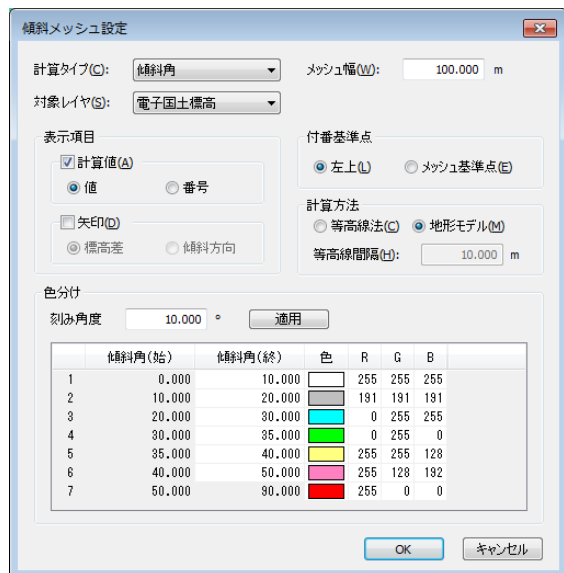 傾斜メッシュ設定
計算タイプ(C): 傾斜角 メッシュ幅(W): 100.000 m
対象レイヤ(S): 電子国土標高
表示項目 付番基準点
計算値(A) 左上(L) メッシュ基準点(E)
値 番号
計算方法
矢印(D) 等高線法(C) 地形モデル(M)
標高差 傾斜方向 等高線間隔(H): 10.000 m
色分け
刻み角度 10.000 ° 適用
傾斜角(始) 傾斜角(終) 色 R G B
1 0.000 10.000 255 255 255
2 10.000 20.000 191 191 191
3 20.000 30.000 0 255 255
4 30.000 35.000 0 255 0
5 35.000 40.000 255 255 128
6 40.000 50.000 255 128 192
7 50.000 90.000 255 0 0
OK キャンセル